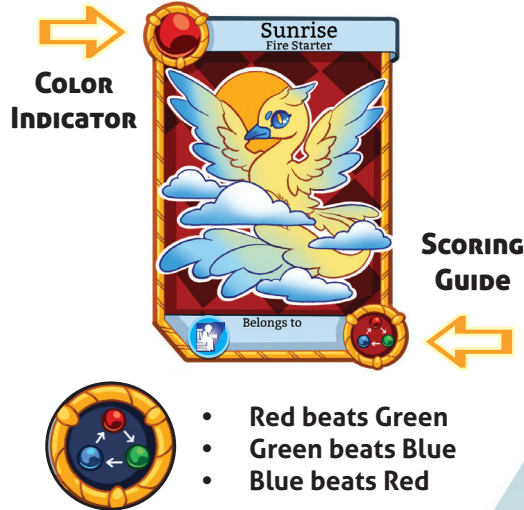 Sunrise
Fire Starter
Color
Indicator
Scoring
Guide
Belongs to
• Red beats Green
• Green beats Blue
• Blue beats Red